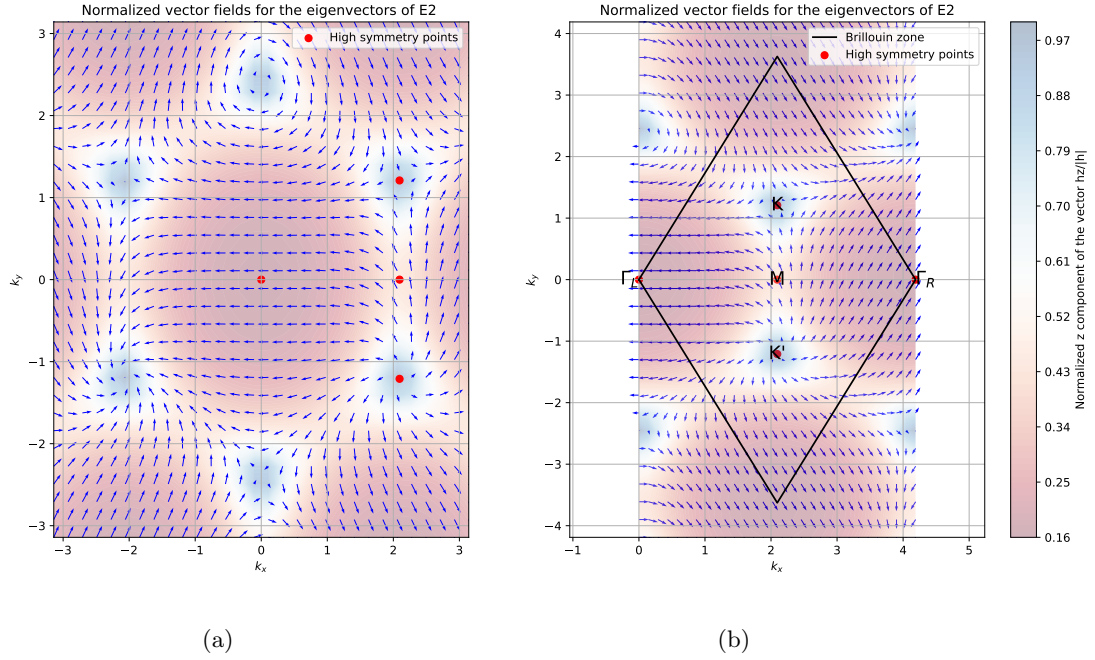 Normalized vector fields for the eigenvectors of E2
High symmetry points
3
2
1
0
−1
−2
−3
k_y
−3
−2
−1
0
1
2
3
k_x
(a)
Normalized vector fields for the eigenvectors of E2
Brillouin zone
High symmetry points
4
3
2
1
0
−1
−2
−3
−4
k_y
K
Γ_L
M
Γ_R
K'
−1
0
1
2
3
4
5
k_x
(b)
0.97
0.88
0.79
0.70
0.61
0.52
0.43
0.34
0.25
0.16
Normalized z component of the vector hz/|h|